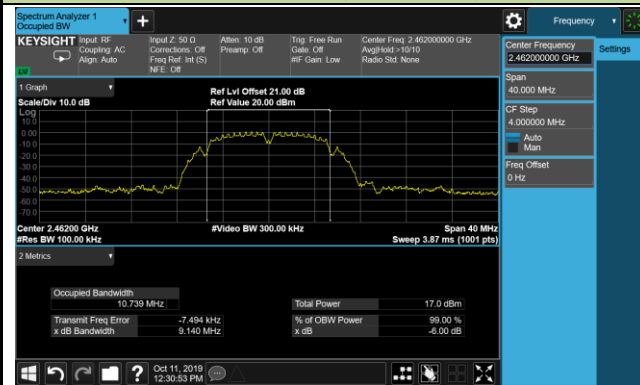 Spectrum Analyzer 1
Occupied BW
Frequency
KEYSIGHT
Input: RF
Coupling: AC
Align: Auto
Input Z: 50 Ω
Corrections: Off
Freq Ref: Int (S)
NFE: Off
Atten: 10 dB
Preamp: Off
Trig: Free Run
Gate: Off
#IF Gain: Low
Center Freq: 2.462000000 GHz
Avg|Hold:>10/10
Radio Std: None
Center Frequency
2.462000000 GHz
Settings
Span
40.000 MHz
CF Step
4.000000 MHz
Auto
Man
Freq Offset
0 Hz
1 Graph
Scale/Div 10.0 dB
Ref Lvl Offset 21.00 dB
Ref Value 20.00 dBm
Log
10.0
0.00
-10.0
-20.0
-30.0
-40.0
-50.0
-60.0
-70.0
Center 2.46200 GHz
#Res BW 100.00 kHz
#Video BW 300.00 kHz
Span 40 MHz
Sweep 3.87 ms (1001 pts)
2 Metrics
Occupied Bandwidth
10.739 MHz
Transmit Freq Error -7.494 kHz
x dB Bandwidth 9.140 MHz
Total Power 17.0 dBm
% of OBW Power 99.00 %
x dB -6.00 dB
Oct 11, 2019
12:30:53 PM